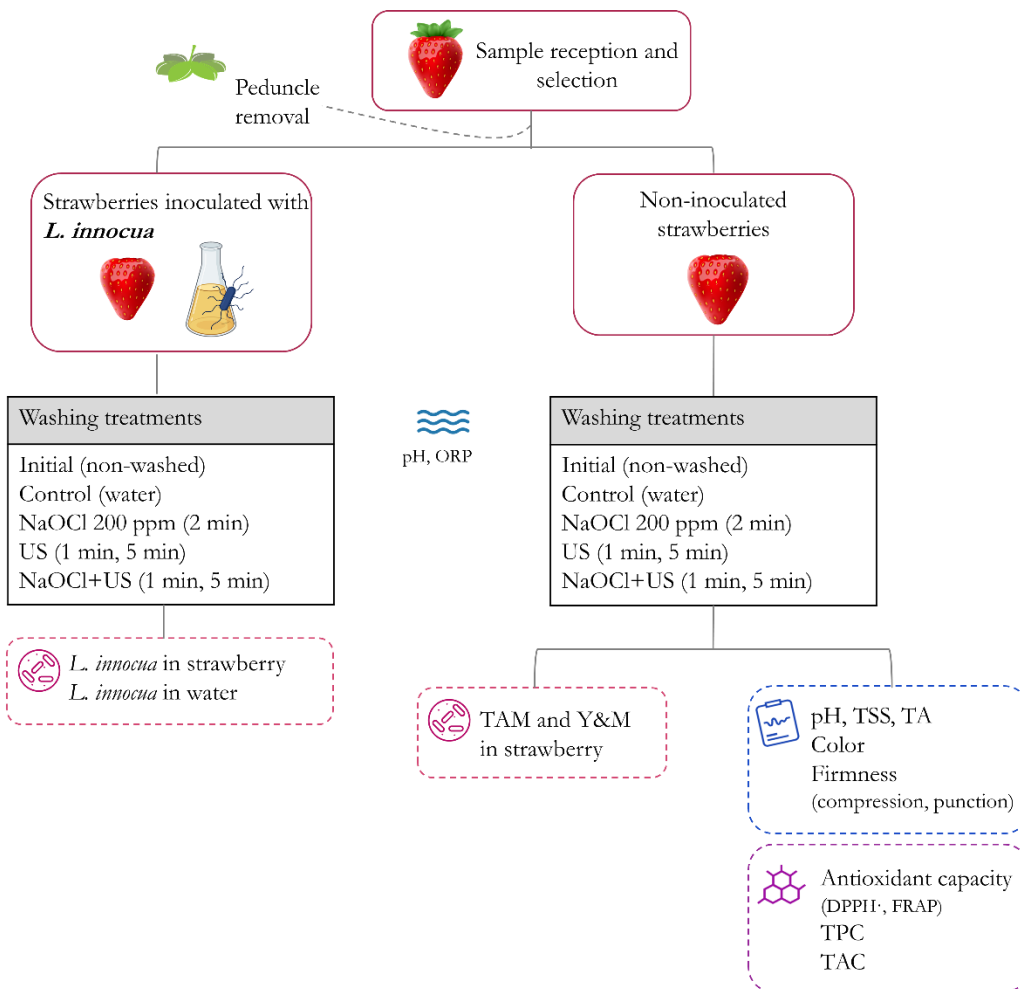 Sample reception and
selection
Peduncle
removal
Strawberries inoculated with
L. innocua
Non-inoculated
strawberries
Washing treatments
Initial (non-washed)
Control (water)
NaOCl 200 ppm (2 min)
US (1 min, 5 min)
NaOCl+US (1 min, 5 min)
pH, ORP
Washing treatments
Initial (non-washed)
Control (water)
NaOCl 200 ppm (2 min)
US (1 min, 5 min)
NaOCl+US (1 min, 5 min)
L. innocua in strawberry
L. innocua in water
TAM and Y&M
in strawberry
pH, TSS, TA
Color
Firmness
(compression, punction)
Antioxidant capacity
(DPPH·, FRAP)
TPC
TAC